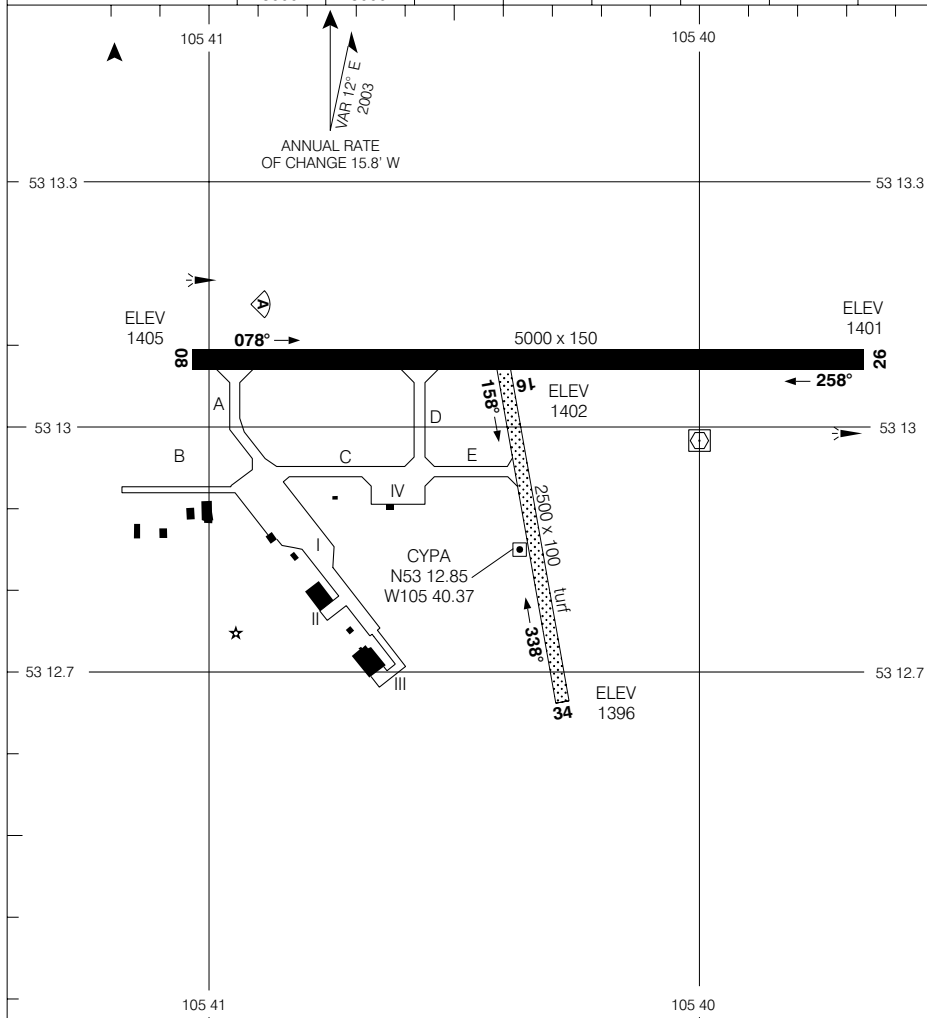 105 41
105 40
VAR 12° E
2003
ANNUAL RATE
OF CHANGE 15.8' W
53 13.3
53 13.3
A
ELEV
1405
ELEV
1401
078°
5000 x 150
08
26
258°
A
158°
16
ELEV
1402
D
53 13
53 13
B
C
E
IV
2500 x 100
turf
I
CYPA
N53 12.85
W105 40.37
II
338°
53 12.7
53 12.7
III
ELEV
1396
34
105 41
105 40